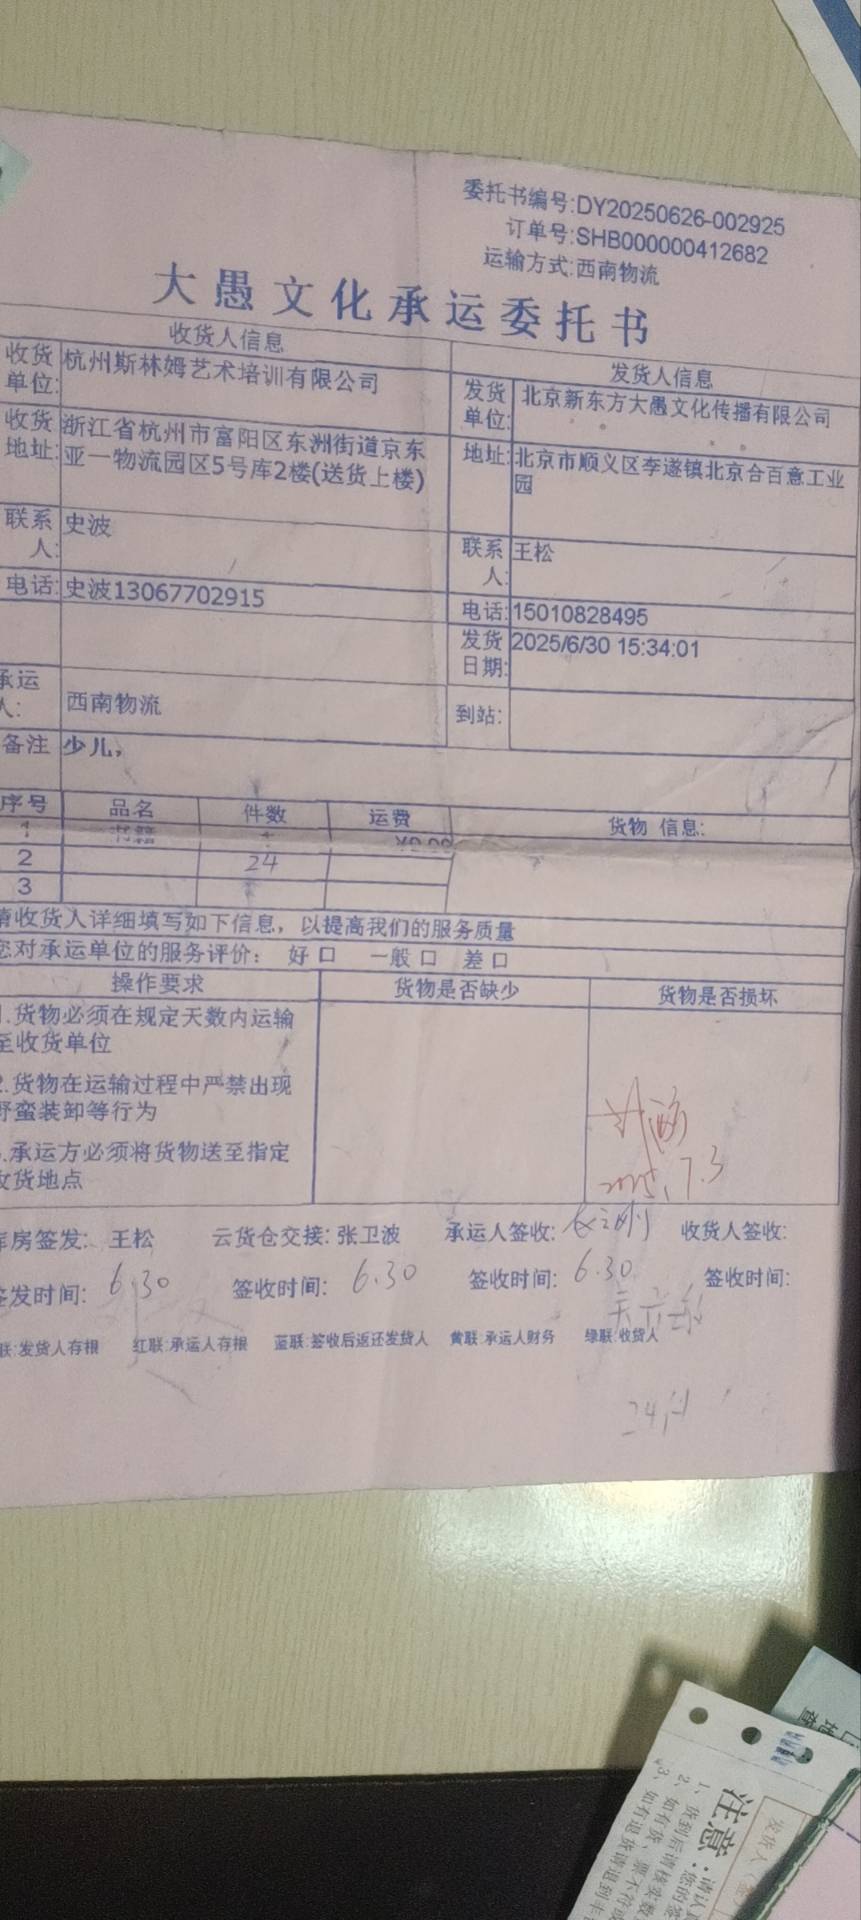 委托书编号:DY20250626-002925
订单号:SHB000000412682
运输方式:西南物流
大愚文化承运委托书
收货人信息 发货人信息
收货单位: 杭州斯林姆艺术培训有限公司
发货单位: 北京新东方大愚文化传播有限公司
收货地址: 浙江省杭州市富阳区东洲街道京东
亚一物流园区5号库2楼(送货上楼)
地址: 北京市顺义区李遂镇北京合百意工业
园
联系人: 史波
联系人: 王松
电话: 史波13067702915
电话: 15010828495
发货日期: 2025/6/30 15:34:01
承运人: 西南物流
到站:
备注 少儿,
序号 品名 件数 运费 货物 信息:
1 书籍 1 ¥0.00
2 24
3
请收货人详细填写如下信息，以提高我们的服务质量
您对承运单位的服务评价： 好 口 一般 口 差 口
操作要求 货物是否缺少 货物是否损坏
1.货物必须在规定天数内运输
至收货单位
2.货物在运输过程中严禁出现
野蛮装卸等行为
.承运方必须将货物送至指定
收货地点
2025.7.3
库房签发: 王松 云货仓交接: 张卫波 承运人签收: 收货人签收:
签发时间: 6.30 签收时间: 6.30 签收时间: 6.30 签收时间:
联:发货人存根 红联:承运人存根 蓝联:签收后返还发货人 黄联:承运人财务 绿联:收货人
24件
注意:
发货人